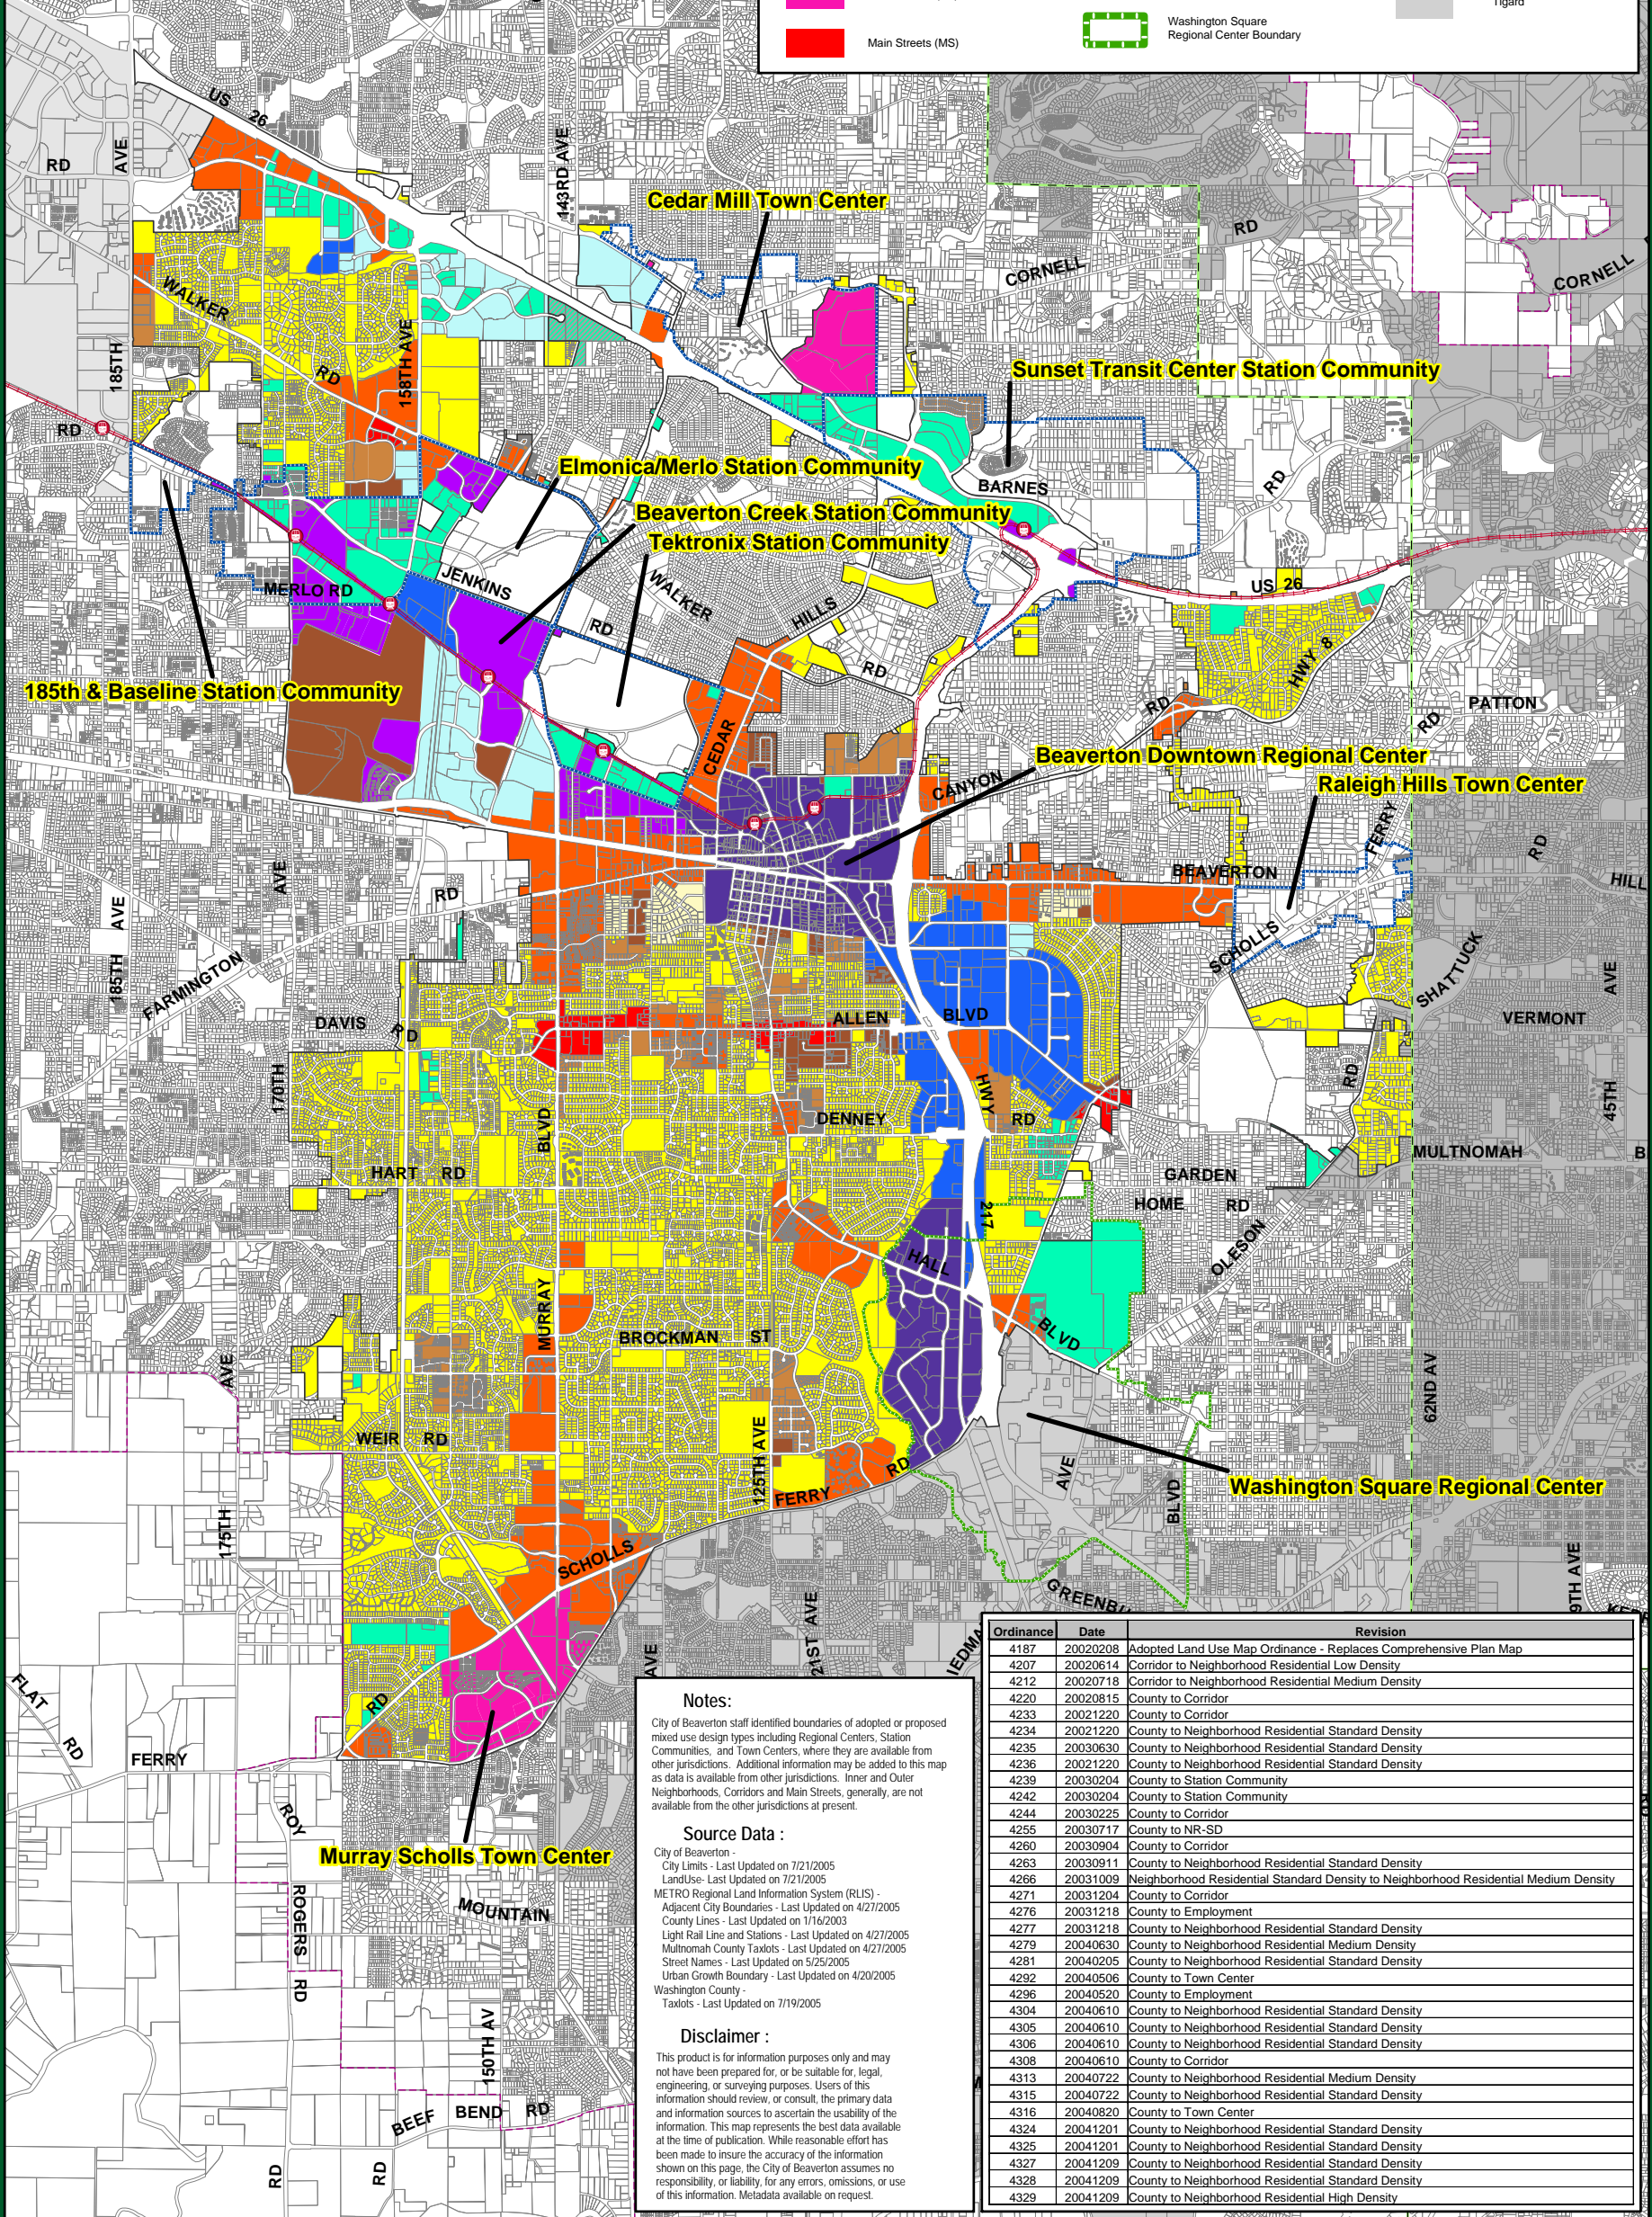 Tigard
Washington Square
Regional Center Boundary
Main Streets (MS)
US 26
RD
AVE
143RD AVE
Cedar Mill Town Center
RD
CORNELL
CORNELL
WALKER
RD
158TH AVE
185TH
Sunset Transit Center Station Community
RD
Elmonica/Merlo Station Community
BARNES
RD
Beaverton Creek Station Community
Tektronix Station Community
JENKINS
RD
WALKER
MERLO RD
US 26
HILLS
RD
HWY 8
185th & Baseline Station Community
RD
PATTON
RD
CEDAR
Beaverton Downtown Regional Center
CANYON
Raleigh Hills Town Center
FERRY
RD
AVE
RD
BEAVERTON
HILL
185TH AVE
FARMINGTON
SCHOLLS
SHATTUCK
AVE
DAVIS RD
ALLEN BLVD
VERMONT
170TH
BLVD
HWY
RD
45TH
DENNEY RD
HART RD
MULTNOMAH B
GARDEN
HOME RD
217
HALL
OLESON
MURRAY
BROCKMAN ST
BLVD
AVE
62ND AV
WEIR RD
125TH AVE
RD
FERRY
AVE
BLVD
Washington Square Regional Center
175TH
SCHOLLS
GREENBU
9TH AVE
AVE
21ST AVE
IEDMA
FLAT
RD
RD
FERRY
ROY
Murray Scholls Town Center
ROGERS
RD
MOUNTAIN
150TH AV
BEEF BEND RD
RD
RD
Notes:
City of Beaverton staff identified boundaries of adopted or proposed
mixed use design types including Regional Centers, Station
Communities, and Town Centers, where they are available from
other jurisdictions. Additional information may be added to this map
as data is available from other jurisdictions. Inner and Outer
Neighborhoods, Corridors and Main Streets, generally, are not
available from the other jurisdictions at present.
Source Data :
City of Beaverton -
City Limits - Last Updated on 7/21/2005
LandUse- Last Updated on 7/21/2005
METRO Regional Land Information System (RLIS) -
Adjacent City Boundaries - Last Updated on 4/27/2005
County Lines - Last Updated on 1/16/2003
Light Rail Line and Stations - Last Updated on 4/27/2005
Multnomah County Taxlots - Last Updated on 4/27/2005
Street Names - Last Updated on 5/25/2005
Urban Growth Boundary - Last Updated on 4/20/2005
Washington County -
Taxlots - Last Updated on 7/19/2005
Disclaimer :
This product is for information purposes only and may
not have been prepared for, or be suitable for, legal,
engineering, or surveying purposes. Users of this
information should review, or consult, the primary data
and information sources to ascertain the usability of the
information. This map represents the best data available
at the time of publication. While reasonable effort has
been made to insure the accuracy of the information
shown on this page, the City of Beaverton assumes no
responsibility, or liability, for any errors, omissions, or use
of this information. Metadata available on request.
Ordinance Date Revision
4187 20020208 Adopted Land Use Map Ordinance - Replaces Comprehensive Plan Map
4207 20020614 Corridor to Neighborhood Residential Low Density
4212 20020718 Corridor to Neighborhood Residential Medium Density
4220 20020815 County to Corridor
4233 20021220 County to Corridor
4234 20021220 County to Neighborhood Residential Standard Density
4235 20030630 County to Neighborhood Residential Standard Density
4236 20021220 County to Neighborhood Residential Standard Density
4239 20030204 County to Station Community
4242 20030204 County to Station Community
4244 20030225 County to Corridor
4255 20030717 County to NR-SD
4260 20030904 County to Corridor
4263 20030911 County to Neighborhood Residential Standard Density
4266 20031009 Neighborhood Residential Standard Density to Neighborhood Residential Medium Density
4271 20031204 County to Corridor
4276 20031218 County to Employment
4277 20031218 County to Neighborhood Residential Standard Density
4279 20040630 County to Neighborhood Residential Medium Density
4281 20040205 County to Neighborhood Residential Standard Density
4292 20040506 County to Town Center
4296 20040520 County to Employment
4304 20040610 County to Neighborhood Residential Standard Density
4305 20040610 County to Neighborhood Residential Standard Density
4306 20040610 County to Neighborhood Residential Standard Density
4308 20040610 County to Corridor
4313 20040722 County to Neighborhood Residential Medium Density
4315 20040722 County to Neighborhood Residential Standard Density
4316 20040820 County to Town Center
4324 20041201 County to Neighborhood Residential Standard Density
4325 20041201 County to Neighborhood Residential Standard Density
4327 20041209 County to Neighborhood Residential Standard Density
4328 20041209 County to Neighborhood Residential Standard Density
4329 20041209 County to Neighborhood Residential High Density